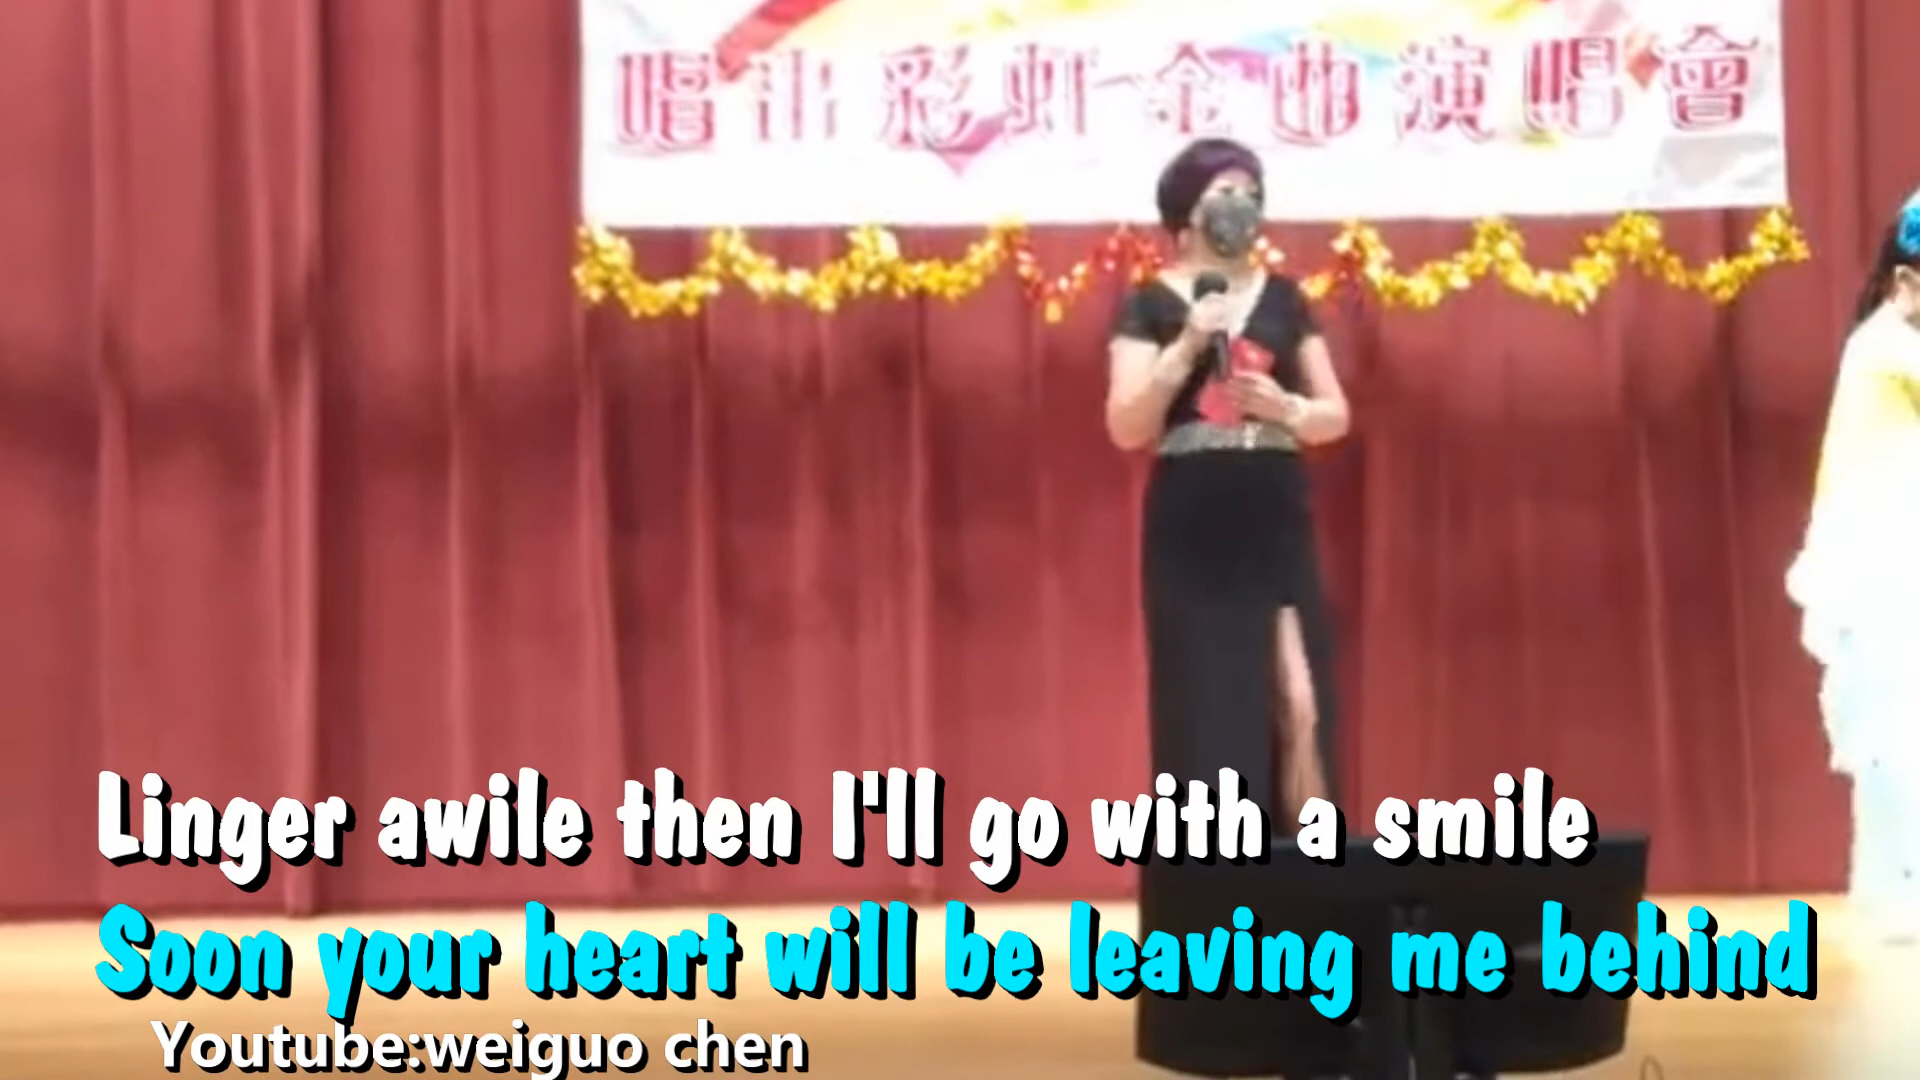 唱出彩虹金曲演唱會
Linger awile then I'll go with a smile
Soon your heart will be leaving me behind
Youtube:weiguo chen